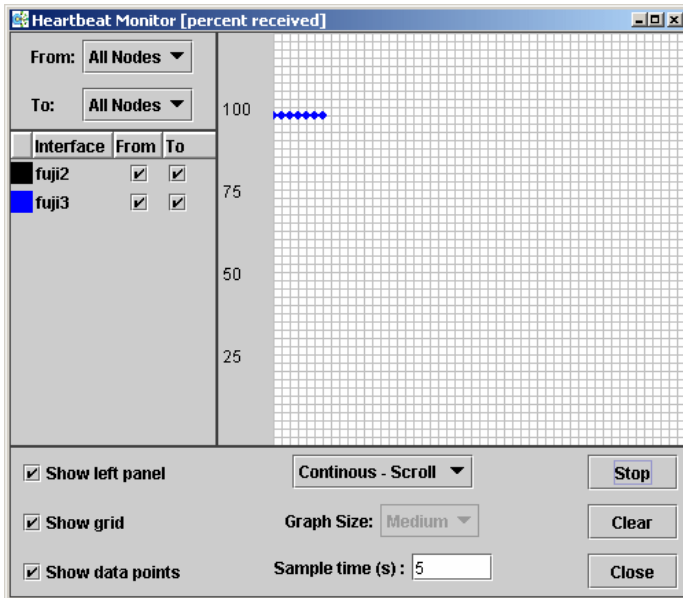 Heartbeat Monitor [percent received]
From: All Nodes
To: All Nodes
Interface From To
fuji2
fuji3
100
75
50
25
Show left panel
Continous - Scroll
Stop
Show grid
Graph Size: Medium
Clear
Show data points
Sample time (s) : 5
Close